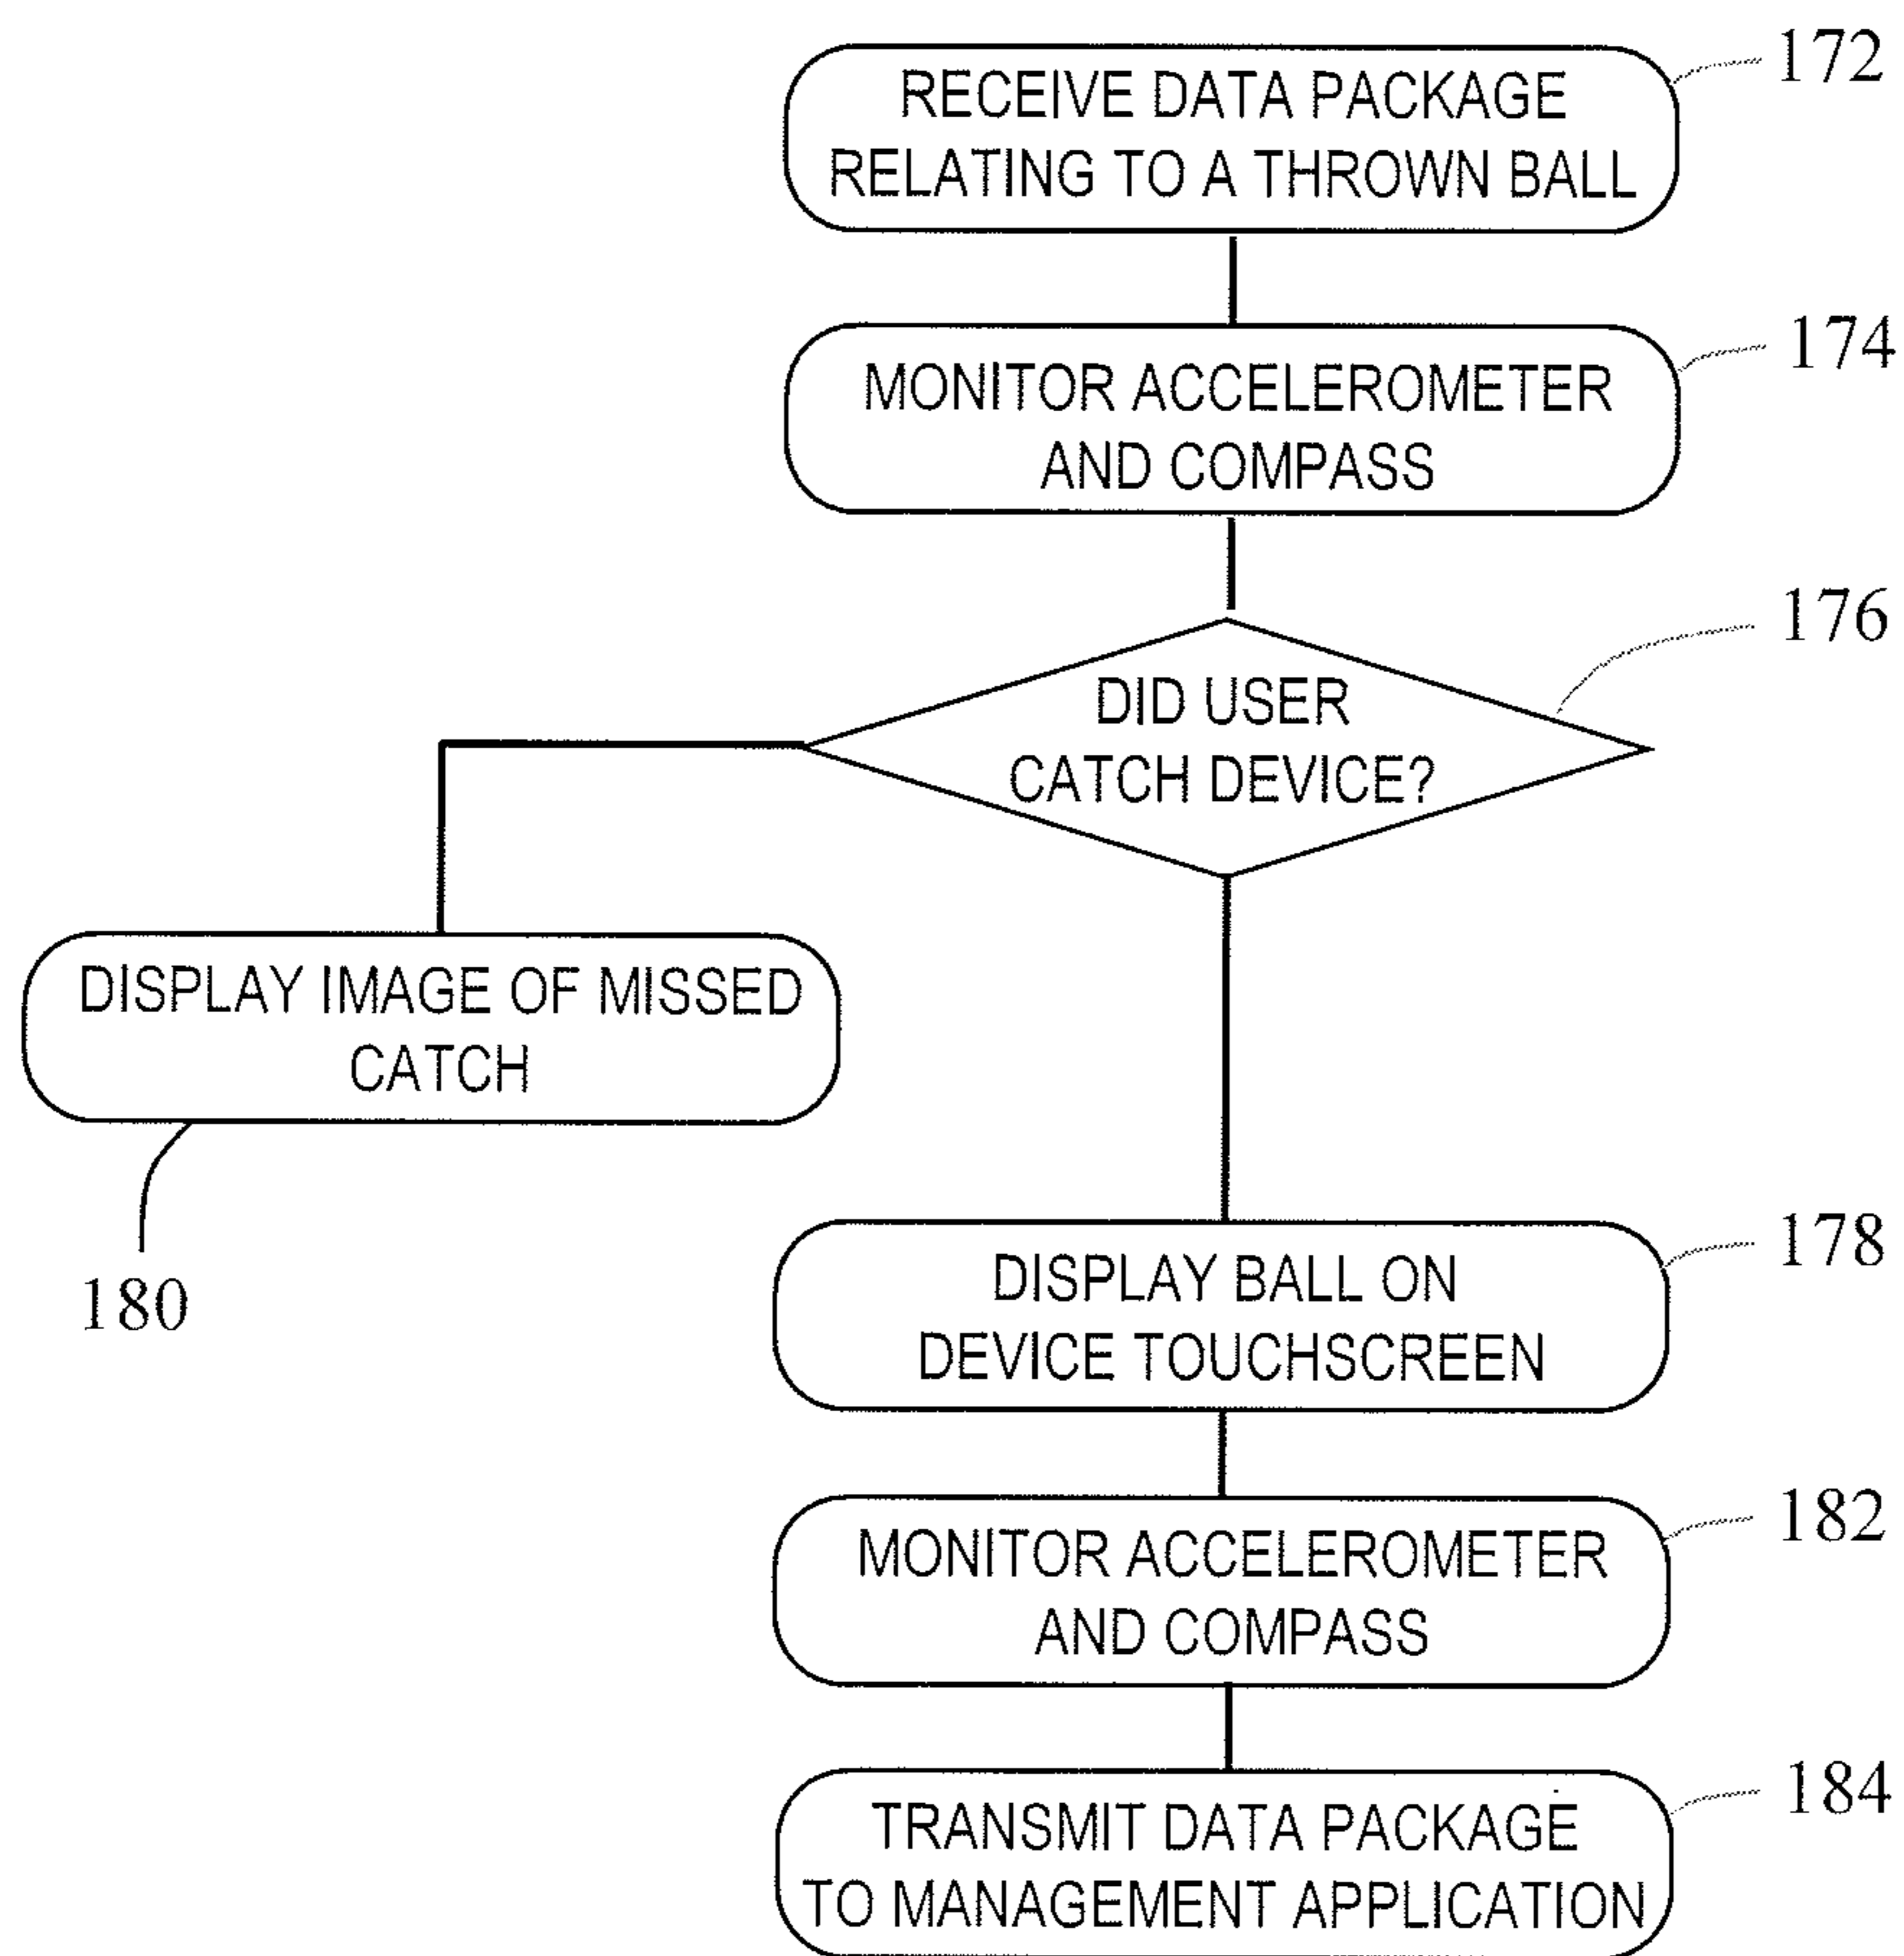 RECEIVE DATA PACKAGE
RELATING TO A THROWN BALL
172
MONITOR ACCELEROMETER
AND COMPASS
174
DID USER
CATCH DEVICE?
176
DISPLAY IMAGE OF MISSED
CATCH
180
DISPLAY BALL ON
DEVICE TOUCHSCREEN
178
MONITOR ACCELEROMETER
AND COMPASS
182
TRANSMIT DATA PACKAGE
TO MANAGEMENT APPLICATION
184